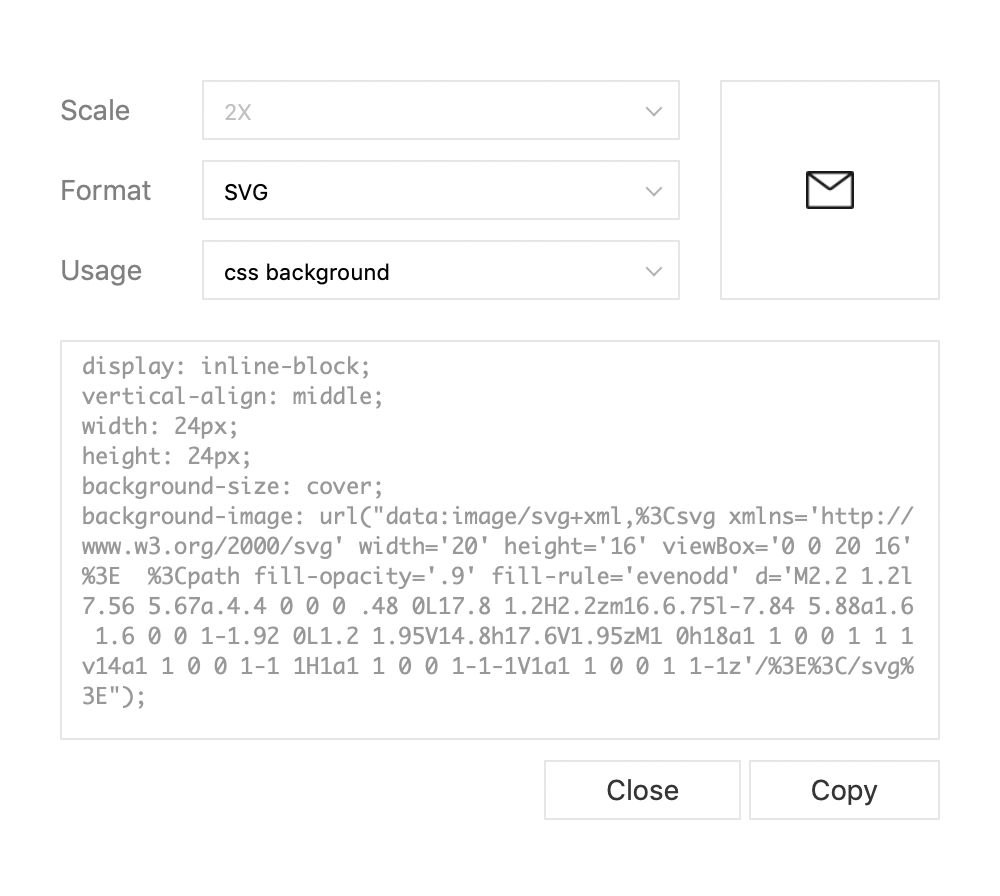 Scale
2X
Format
SVG
Usage
css background
display: inline-block;
vertical-align: middle;
width: 24px;
height: 24px;
background-size: cover;
background-image: url("data:image/svg+xml,%3Csvg xmlns='http://
www.w3.org/2000/svg' width='20' height='16' viewBox='0 0 20 16'
%3E  %3Cpath fill-opacity='.9' fill-rule='evenodd' d='M2.2 1.2l
7.56 5.67a.4.4 0 0 0 .48 0L17.8 1.2H2.2zm16.6.75l-7.84 5.88a1.6
 1.6 0 0 1-1.92 0L1.2 1.95V14.8h17.6V1.95zM1 0h18a1 1 0 0 1 1 1
v14a1 1 0 0 1-1 1H1a1 1 0 0 1-1-1V1a1 1 0 0 1 1-1z'/%3E%3C/svg%
3E");
Close
Copy